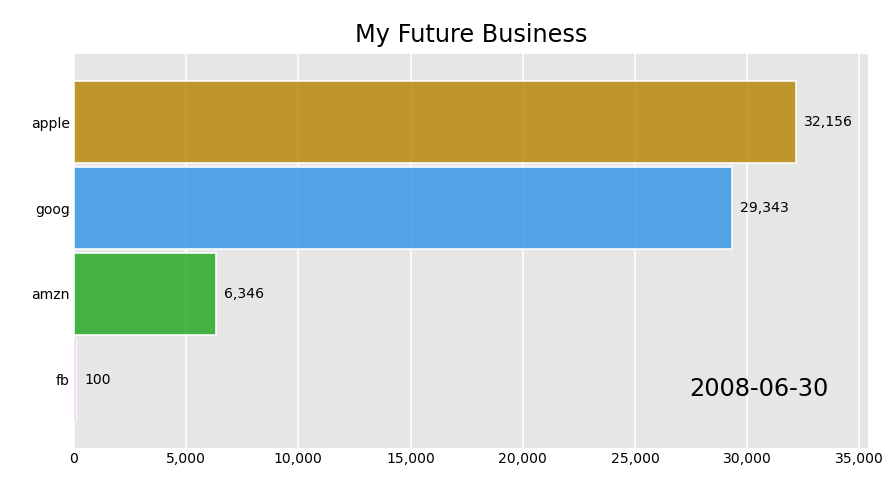 My Future Business
apple 32,156
goog 29,343
amzn 6,346
fb 100
2008-06-30
0 5,000 10,000 15,000 20,000 25,000 30,000 35,000